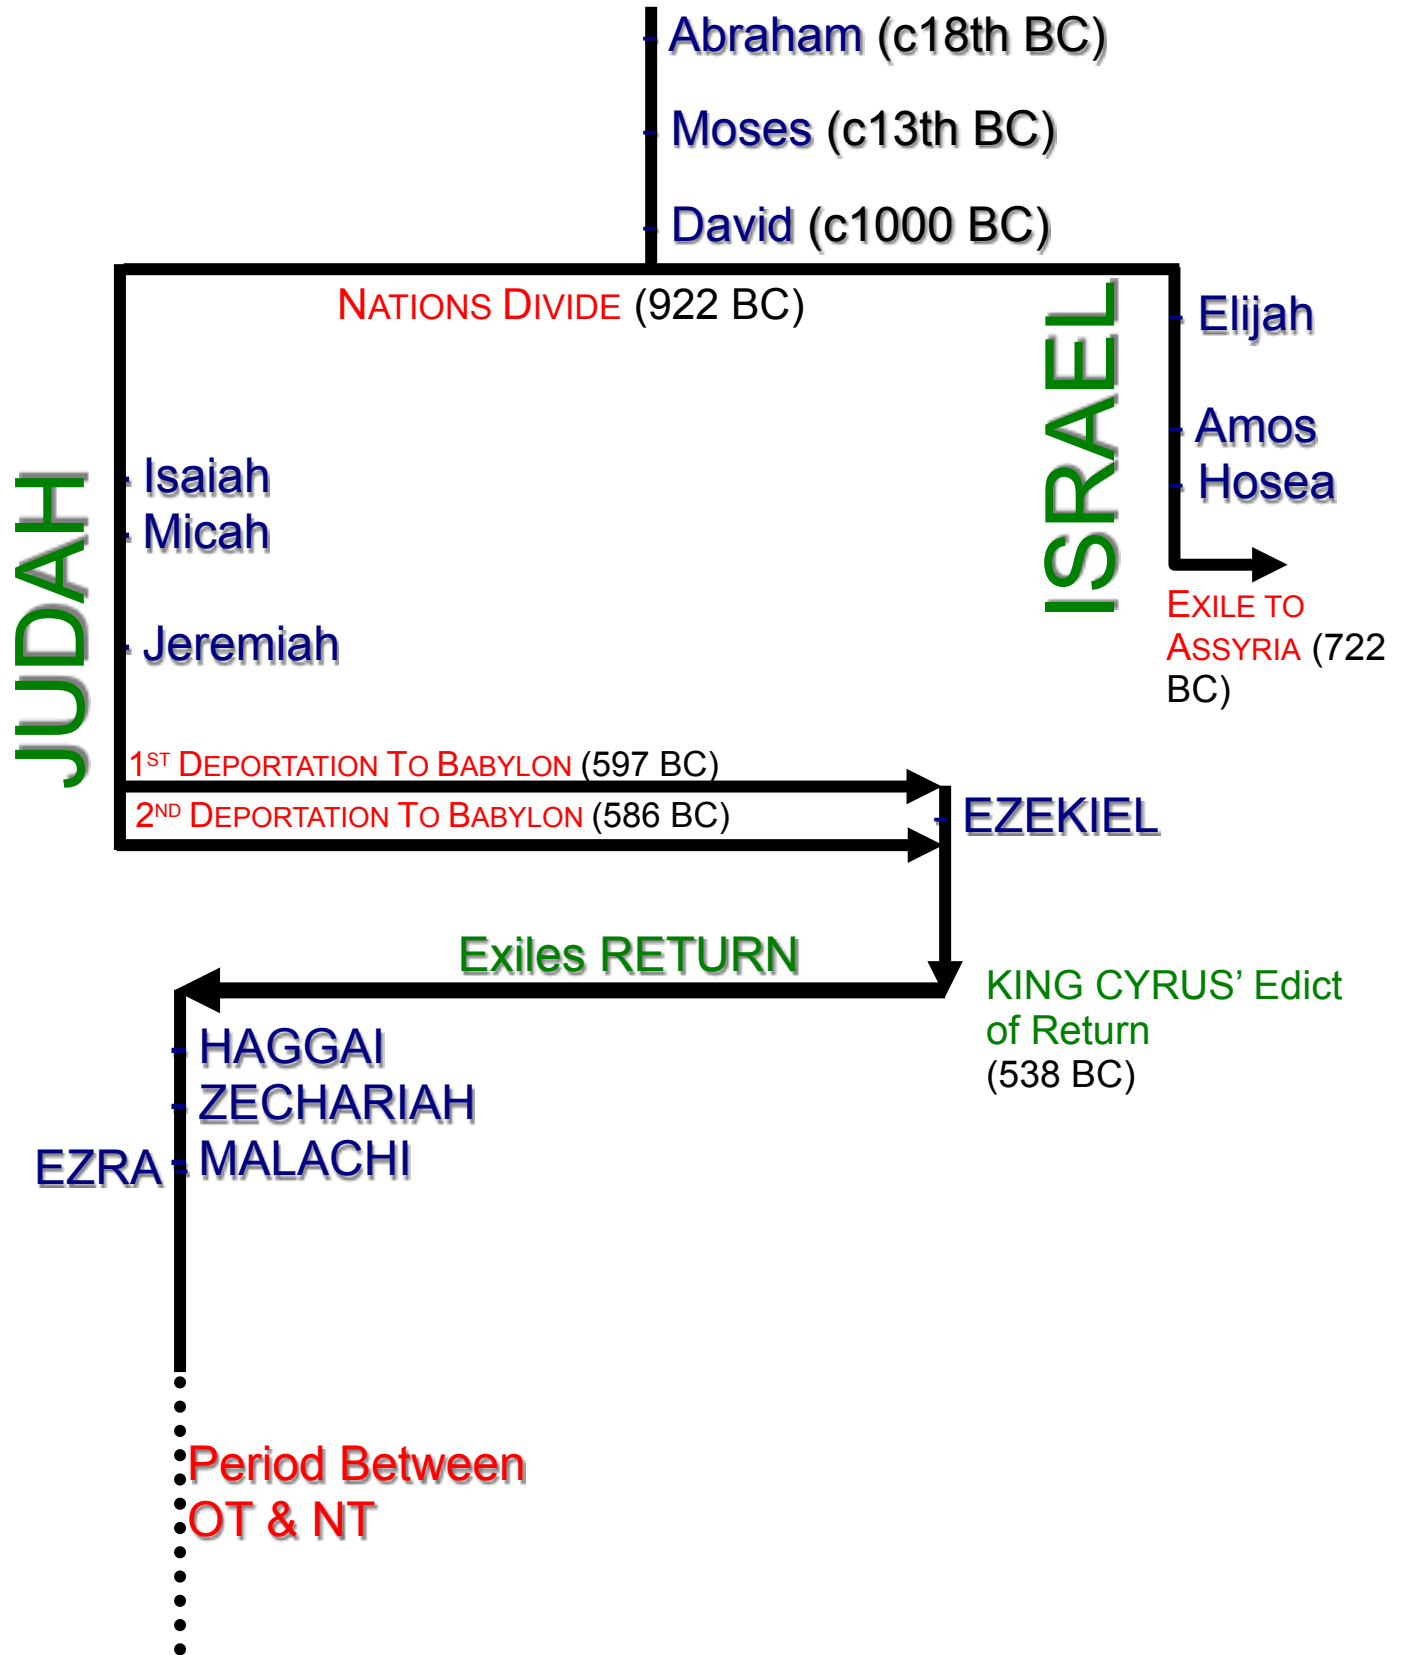 Abraham (c18th BC)
Moses (c13th BC)
David (c1000 BC)
NATIONS DIVIDE (922 BC)
ISRAEL
Elijah
Amos
Hosea
EXILE TO
ASSYRIA (722
BC)
JUDAH
Isaiah
Micah
Jeremiah
1ST DEPORTATION TO BABYLON (597 BC)
2ND DEPORTATION TO BABYLON (586 BC)
EZEKIEL
Exiles RETURN
KING CYRUS’ Edict
of Return
(538 BC)
HAGGAI
ZECHARIAH
EZRA
MALACHI
Period Between
OT & NT